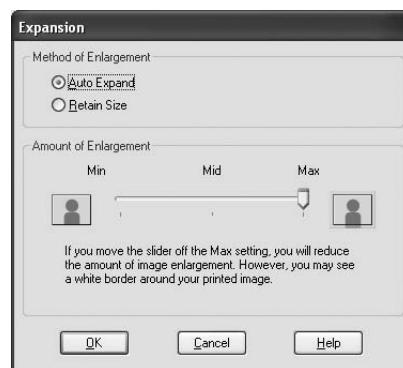 Expansion
Method of Enlargement
Auto Expand
Retain Size
Amount of Enlargement
Min Mid Max
If you move the slider off the Max setting, you will reduce
the amount of image enlargement. However, you may see
a white border around your printed image.
OK Cancel Help